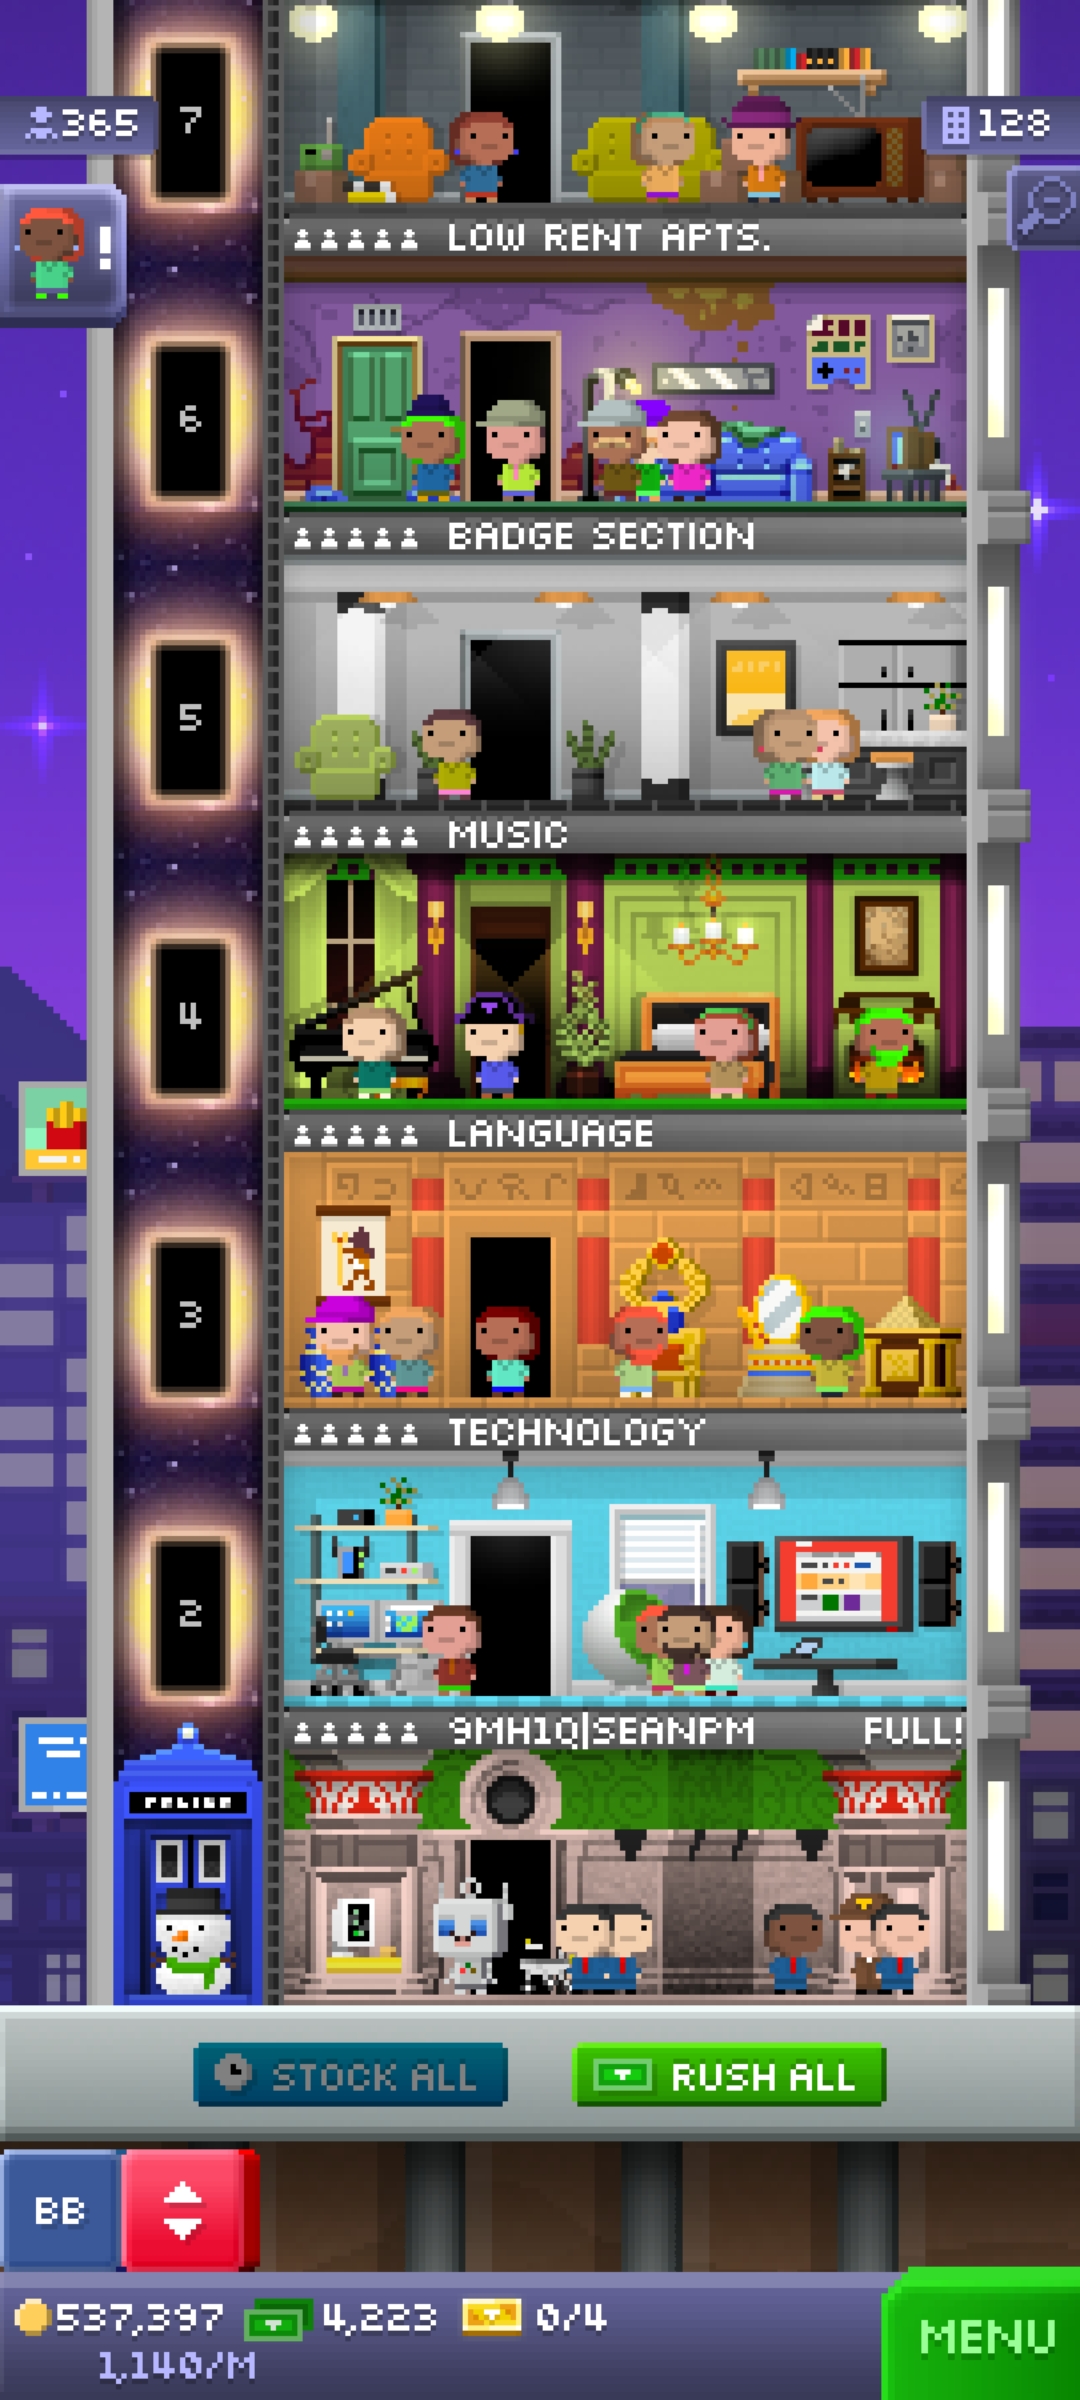 7
365
128
!
LOW RENT APTS.
6
BADGE SECTION
5
MUSIC
4
LANGUAGE
3
TECHNOLOGY
2
9MH1Q|SEANPM FULL!
POLICE
STOCK ALL
RUSH ALL
BB
537,397 4,223 0/4
1,140/M
MENU